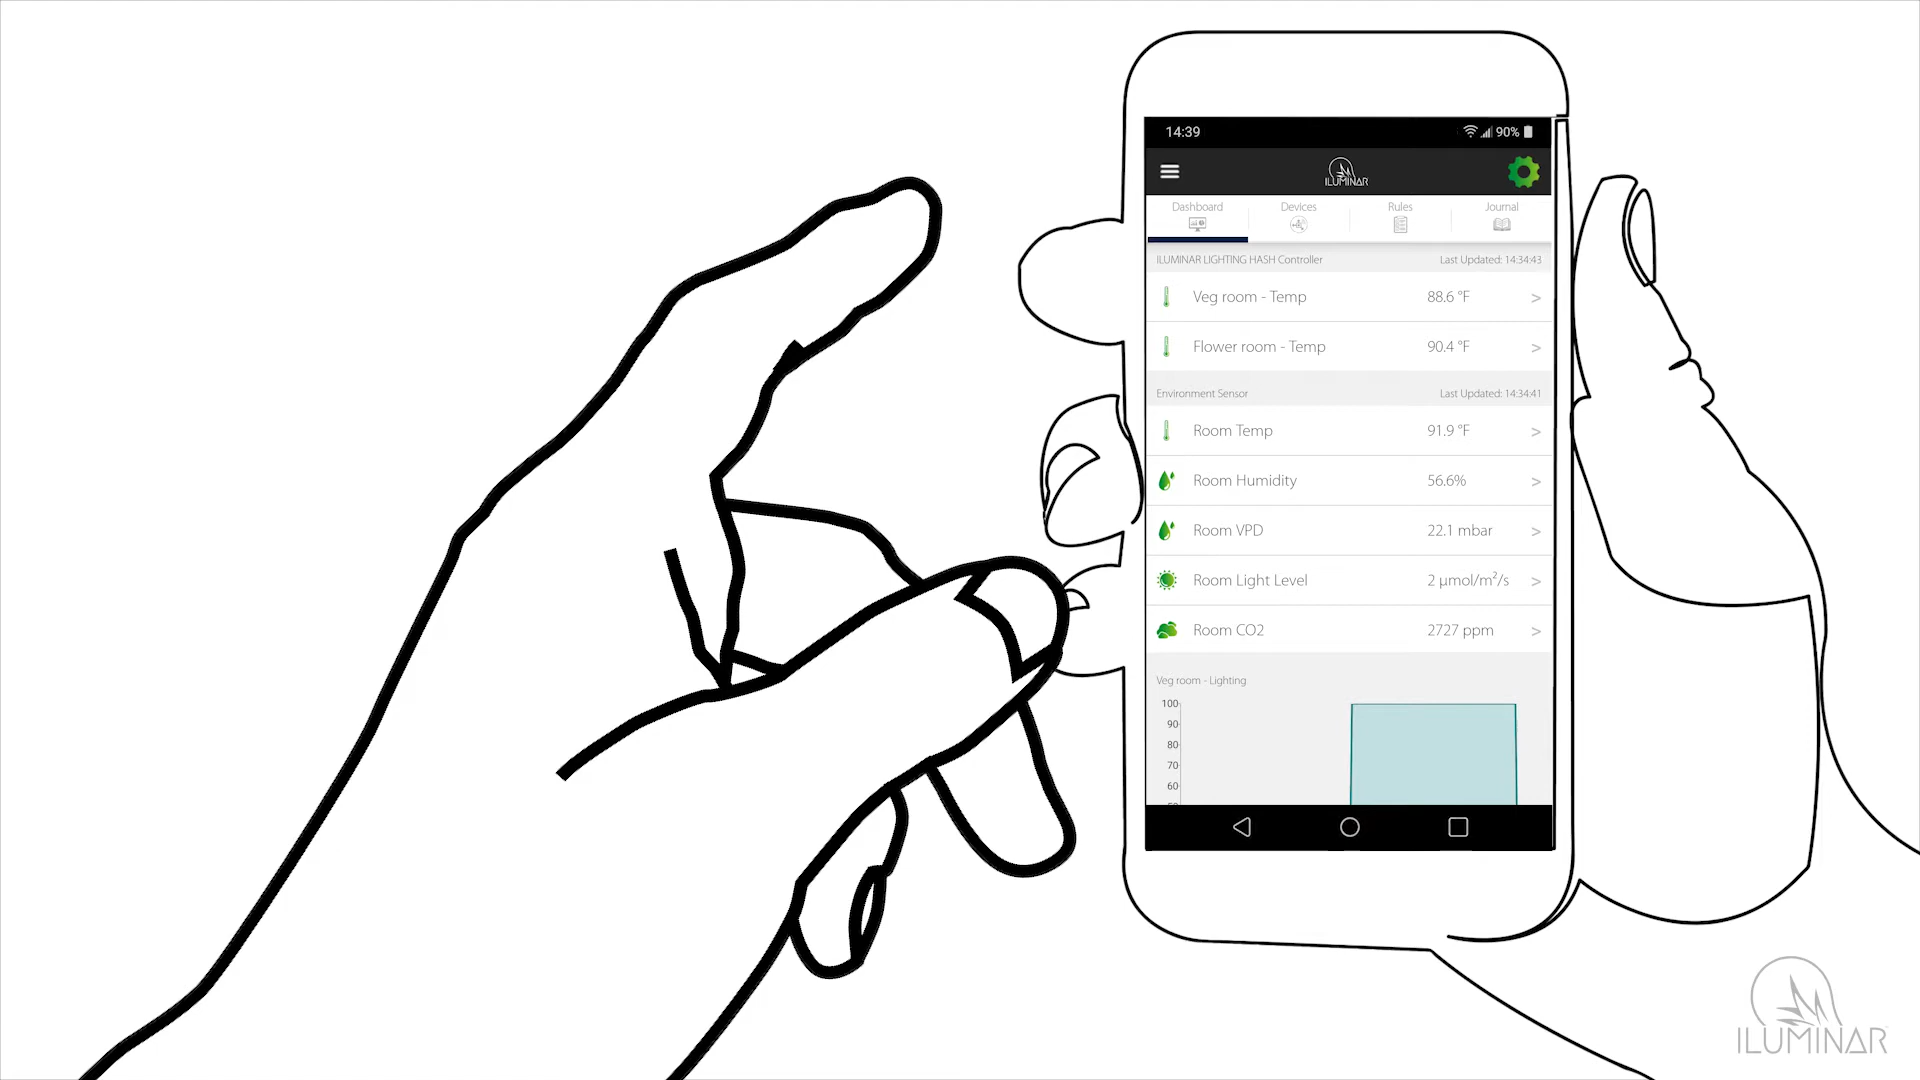 14:39 90%
ILUMINAR
Dashboard Devices Rules Journal
ILUMINAR LIGHTING HASH Controller Last Updated: 14:34:43
Veg room - Temp 88.6 °F >
Flower room - Temp 90.4 °F >
Environment Sensor Last Updated: 14:34:41
Room Temp 91.9 °F >
Room Humidity 56.6% >
Room VPD 22.1 mbar >
Room Light Level 2 µmol/m²/s >
Room CO2 2727 ppm >
Veg room - Lighting
100
90
80
70
60
ILUMINAR